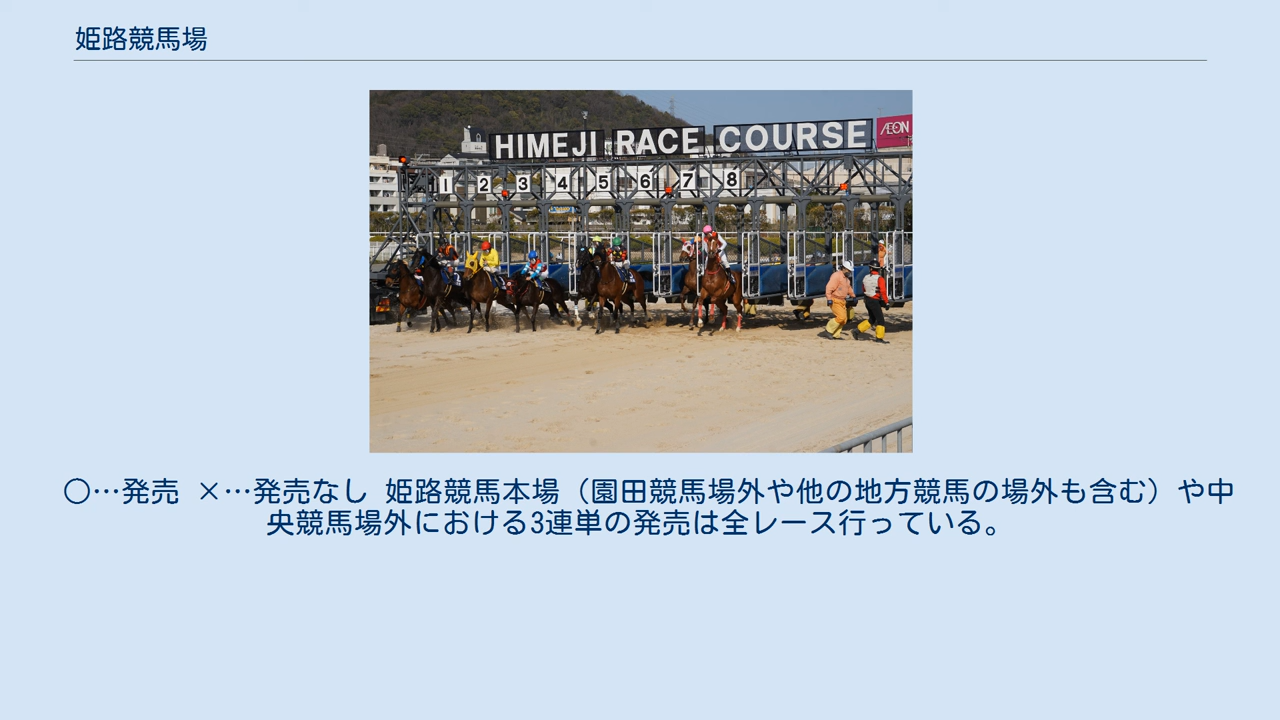 姫路競馬場
HIMEJI RACE COURSE
AEON
1 2 3 4 5 6 7 8
〇…発売 ×…発売なし 姫路競馬本場（園田競馬場外や他の地方競馬の場外も含む）や中
央競馬場外における3連単の発売は全レース行っている。